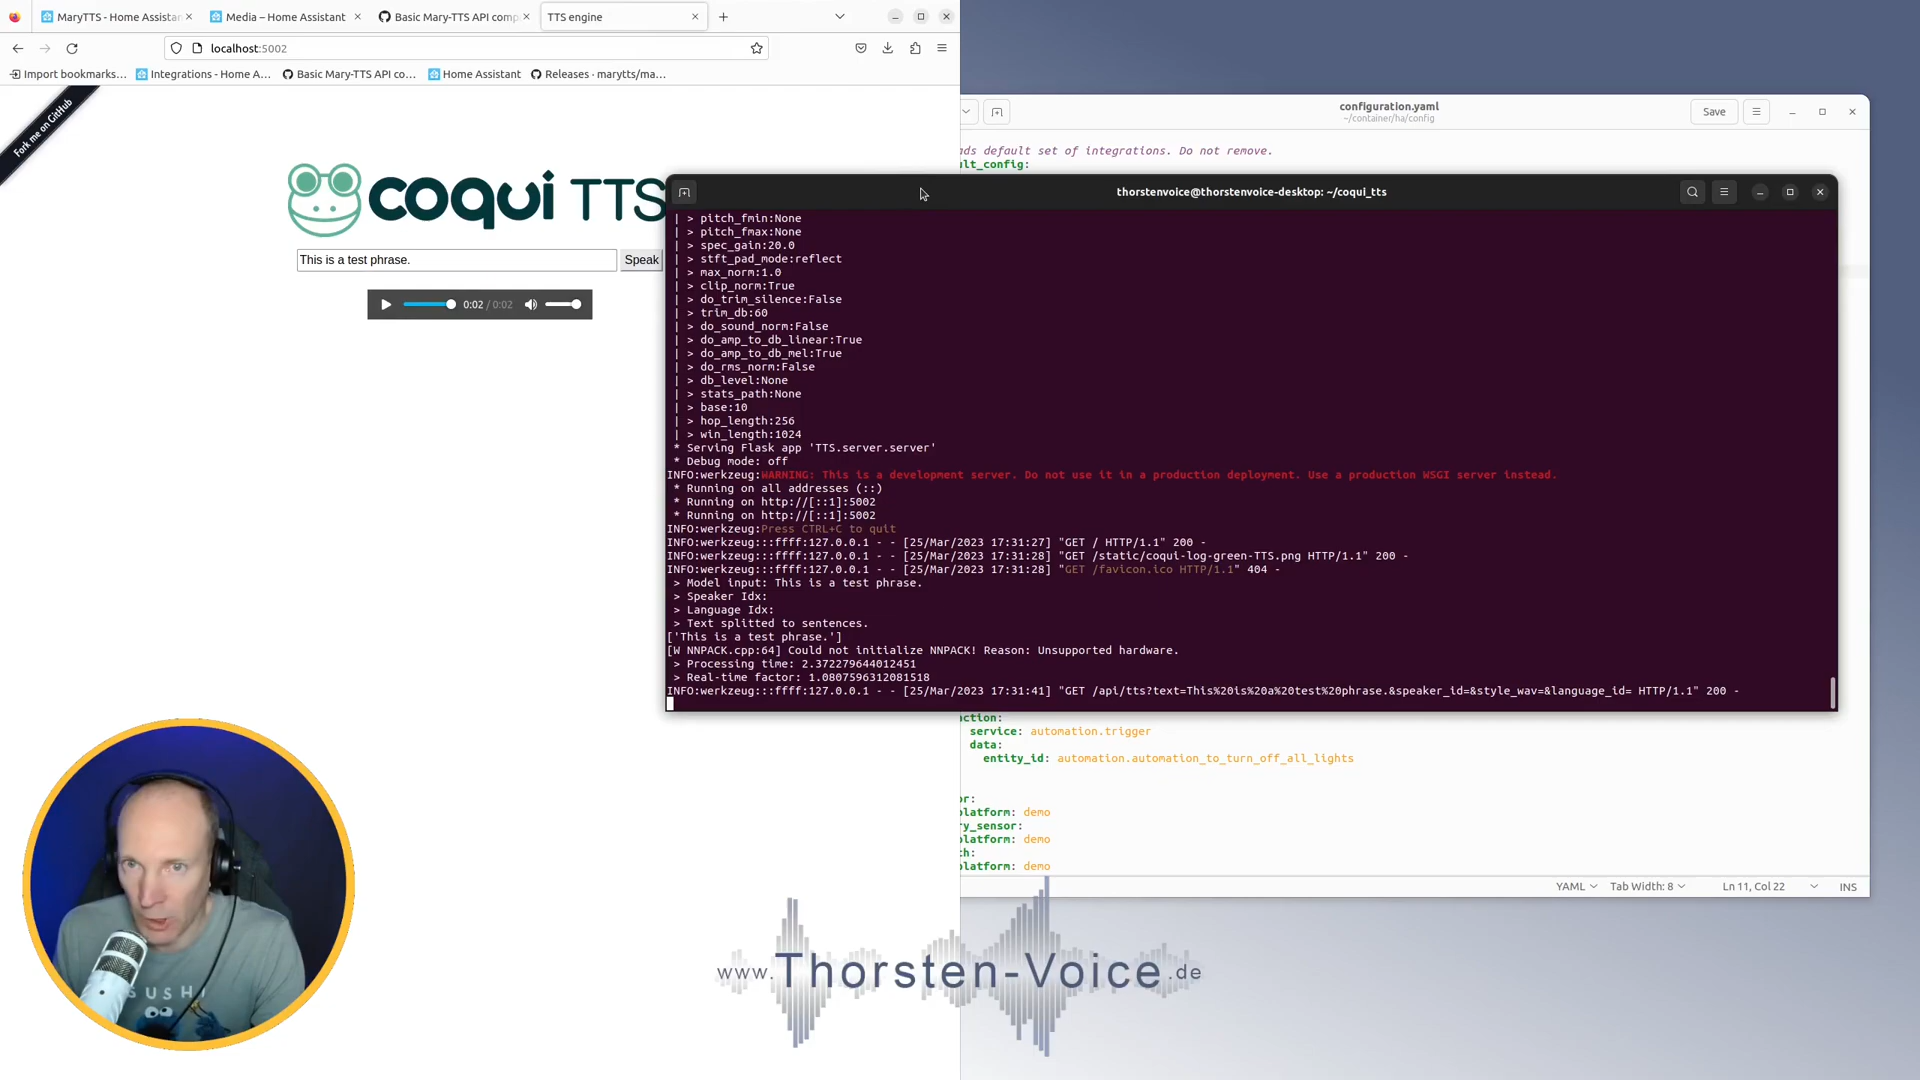 MaryTTS - Home Assistan
Media – Home Assistant
Basic Mary-TTS API comp
TTS engine
localhost:5002
Import bookmarks...
Integrations - Home A...
Basic Mary-TTS API co...
Home Assistant
Releases · marytts/ma...
Fork me on GitHub
coqui TTS
This is a test phrase.
Speak
0:02 / 0:02
configuration.yaml
~/container/ha/config
Save
ads default set of integrations. Do not remove.
ult_config:
thorstenvoice@thorstenvoice-desktop: ~/coqui_tts
| > pitch_fmin:None
| > pitch_fmax:None
| > spec_gain:20.0
| > stft_pad_mode:reflect
| > max_norm:1.0
| > clip_norm:True
| > do_trim_silence:False
| > trim_db:60
| > do_sound_norm:False
| > do_amp_to_db_linear:True
| > do_amp_to_db_mel:True
| > do_rms_norm:False
| > db_level:None
| > stats_path:None
| > base:10
| > hop_length:256
| > win_length:1024
* Serving Flask app 'TTS.server.server'
* Debug mode: off
INFO:werkzeug:WARNING: This is a development server. Do not use it in a production deployment. Use a production WSGI server instead.
* Running on all addresses (::)
* Running on http://[::1]:5002
* Running on http://[::1]:5002
INFO:werkzeug:Press CTRL+C to quit
INFO:werkzeug:::ffff:127.0.0.1 - - [25/Mar/2023 17:31:27] "GET / HTTP/1.1" 200 -
INFO:werkzeug:::ffff:127.0.0.1 - - [25/Mar/2023 17:31:28] "GET /static/coqui-log-green-TTS.png HTTP/1.1" 200 -
INFO:werkzeug:::ffff:127.0.0.1 - - [25/Mar/2023 17:31:28] "GET /favicon.ico HTTP/1.1" 404 -
> Model input: This is a test phrase.
> Speaker Idx:
> Language Idx:
> Text splitted to sentences.
['This is a test phrase.']
[W NNPACK.cpp:64] Could not initialize NNPACK! Reason: Unsupported hardware.
> Processing time: 2.372279644012451
> Real-time factor: 1.0807596312081518
INFO:werkzeug:::ffff:127.0.0.1 - - [25/Mar/2023 17:31:41] "GET /api/tts?text=This%20is%20a%20test%20phrase.&speaker_id=&style_wav=&language_id= HTTP/1.1" 200 -
ction:
service: automation.trigger
data:
entity_id: automation.automation_to_turn_off_all_lights
or:
platform: demo
ry_sensor:
platform: demo
ch:
platform: demo
YAML
Tab Width: 8
Ln 11, Col 22
INS
SUSHI
www.Thorsten-Voice.de